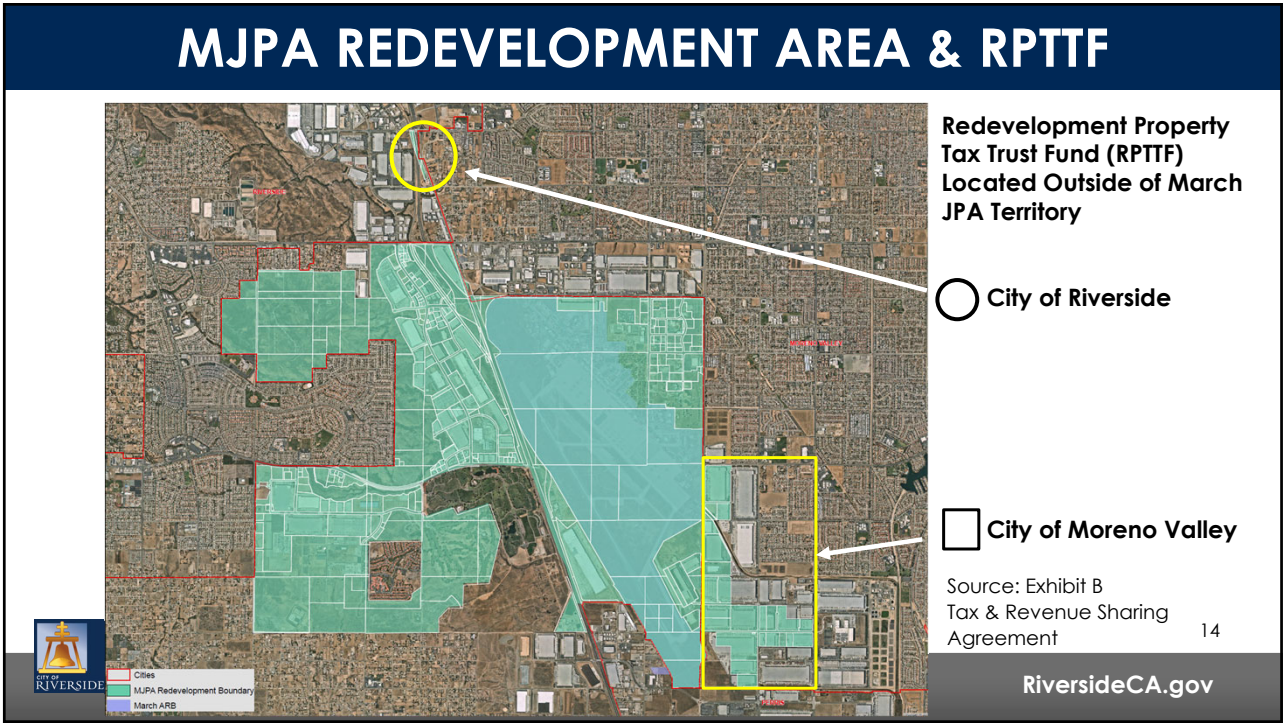 MJPA REDEVELOPMENT AREA & RPTTF
Redevelopment Property
Tax Trust Fund (RPTTF)
Located Outside of March
JPA Territory
City of Riverside
City of Moreno Valley
Source: Exhibit B
Tax & Revenue Sharing
Agreement
14
Cities
MJPA Redevelopment Boundary
March ARB
CITY OF
RIVERSIDE
RiversideCA.gov